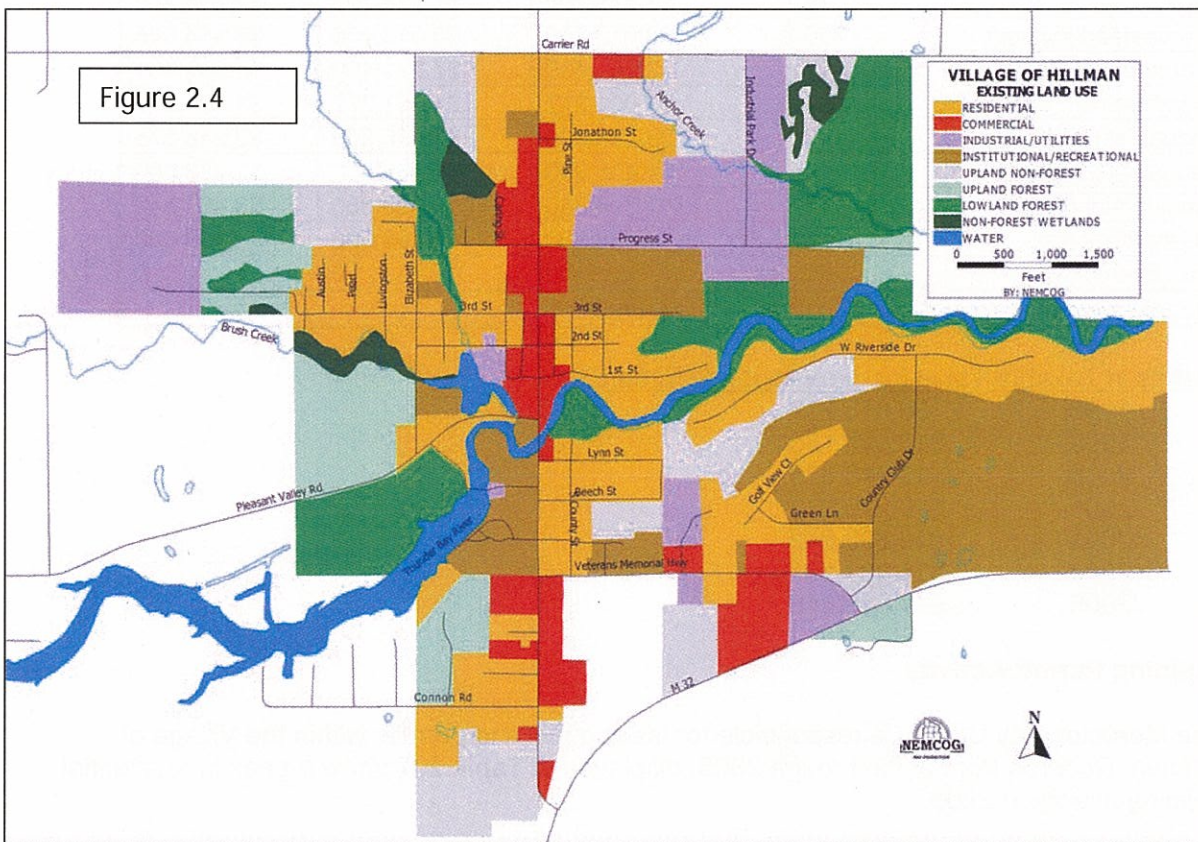 Carrier Rd
Figure 2.4
VILLAGE OF HILLMAN
EXISTING LAND USE
RESIDENTIAL
COMMERCIAL
INDUSTRIAL/UTILITIES
INSTITUTIONAL/RECREATIONAL
UPLAND NON-FOREST
UPLAND FOREST
LOWLAND FOREST
NON-FOREST WETLANDS
WATER
0 500 1,000 1,500
Feet
BY: NEMCOG
Anchor Creek
Industrial Park D
Jonathon St
Pine St
Progress St
Austin
Pearl
Livingston
Elizabeth St
3rd St
3rd St
2nd St
1st St
Brush Creek
W Riverside Dr
Lynn St
Beech St
County St
Golf View Ct
Country Club Dr
Green Ln
Pleasant Valley Rd
Thunder Bay River
Veterans Memorial Hwy
M 32
Connon Rd
NEMCOG
N